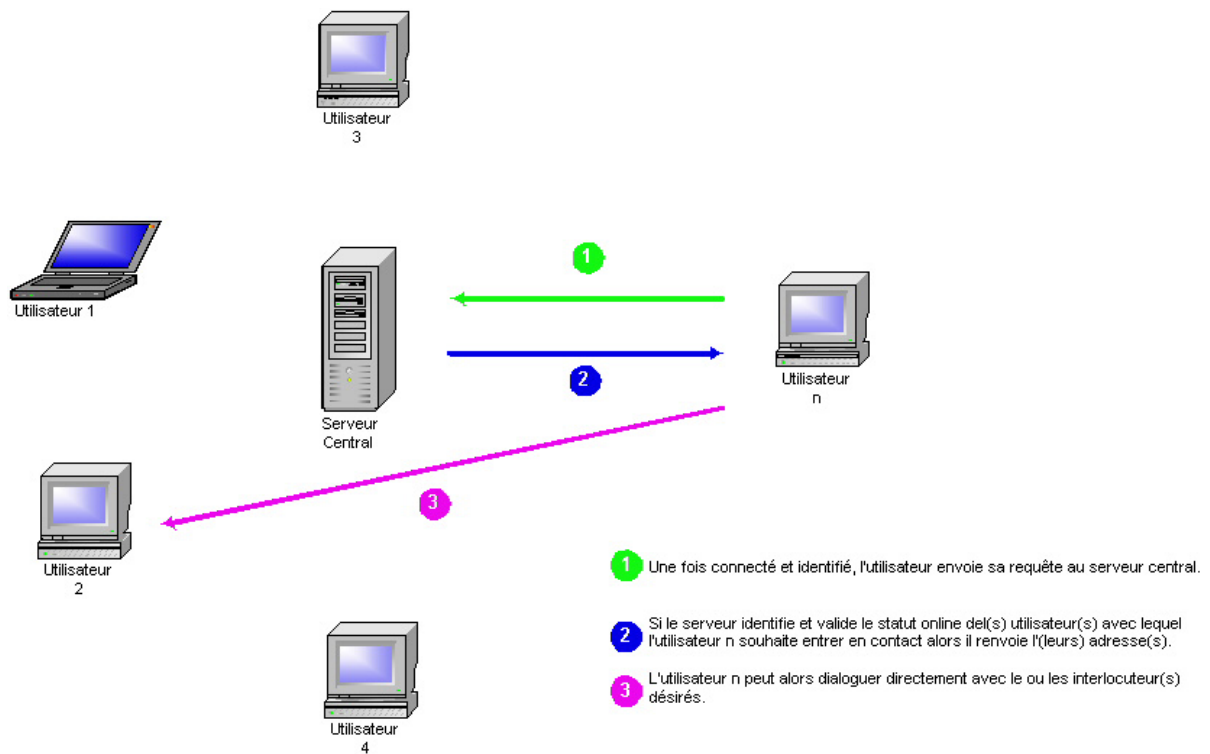 Utilisateur
3
Utilisateur 1
1
Serveur
Central
2
Utilisateur
n
3
Utilisateur
2
Utilisateur
4
1 Une fois connecté et identifié, l'utilisateur envoie sa requête au serveur central.
2 Si le serveur identifie et valide le statut online del(s) utilisateur(s) avec lequel
l'utilisateur n souhaite entrer en contact alors il renvoie l'(leurs) adresse(s).
3 L'utilisateur n peut alors dialoguer directement avec le ou les interlocuteur(s)
désirés.